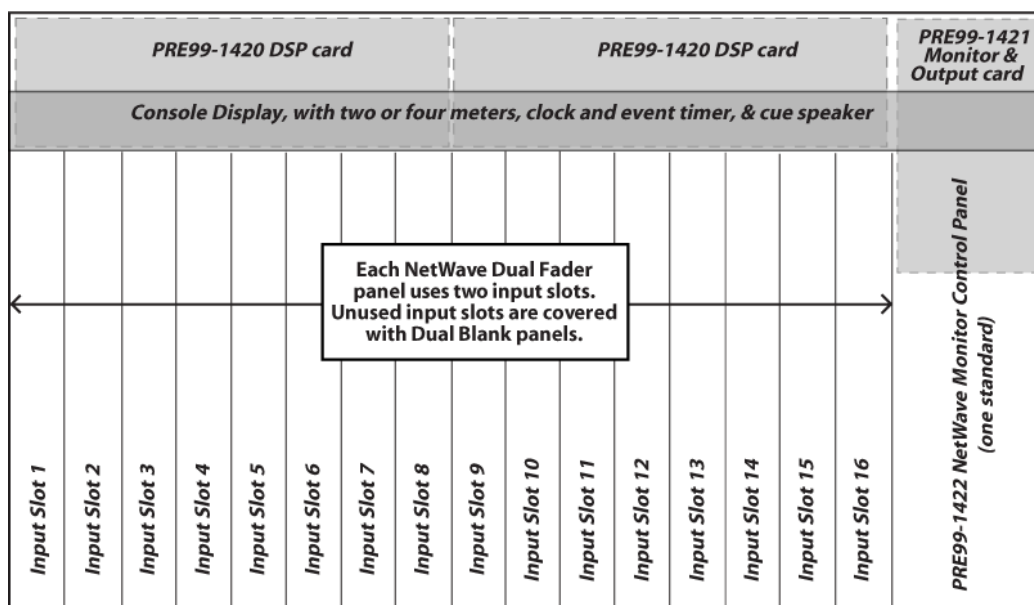 PRE99-1420 DSP card
PRE99-1420 DSP card
PRE99-1421
Monitor &
Output card
Console Display, with two or four meters, clock and event timer, & cue speaker
Each NetWave Dual Fader
panel uses two input slots.
Unused input slots are covered
with Dual Blank panels.
Input Slot 1
Input Slot 2
Input Slot 3
Input Slot 4
Input Slot 5
Input Slot 6
Input Slot 7
Input Slot 8
Input Slot 9
Input Slot 10
Input Slot 11
Input Slot 12
Input Slot 13
Input Slot 14
Input Slot 15
Input Slot 16
PRE99-1422 NetWave Monitor Control Panel
(one standard)